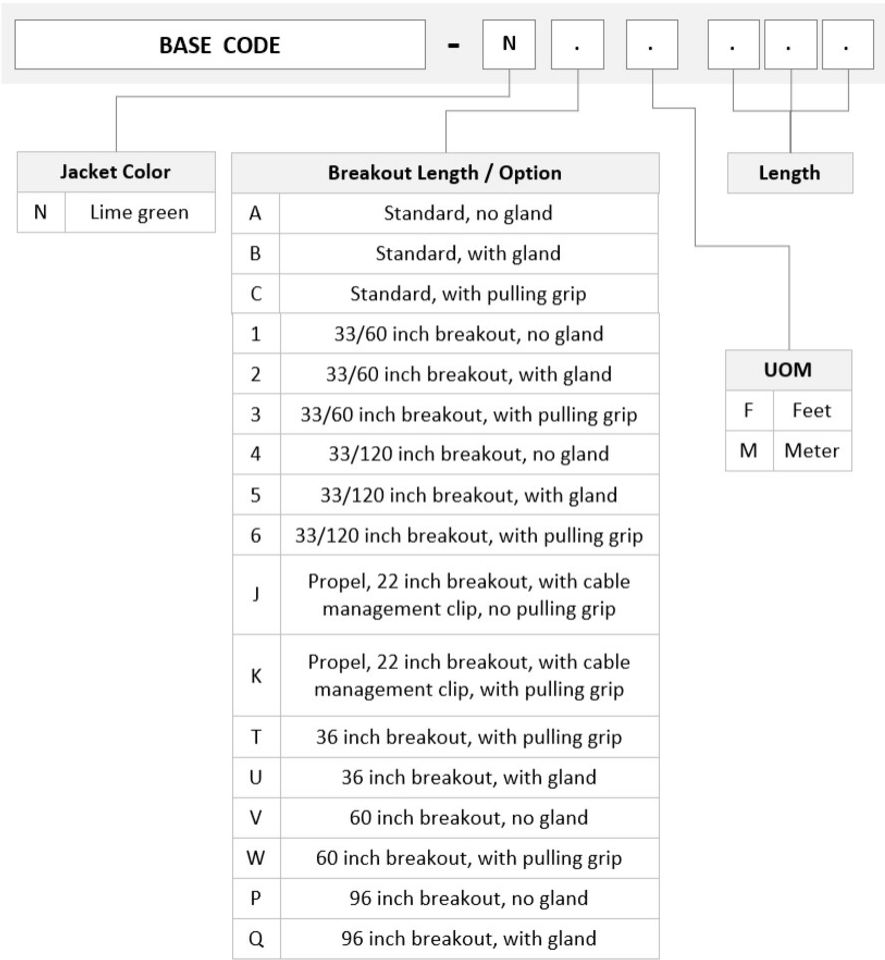 BASE CODE - N . . . . .
Jacket Color
N Lime green
Breakout Length / Option
A Standard, no gland
B Standard, with gland
C Standard, with pulling grip
1 33/60 inch breakout, no gland
2 33/60 inch breakout, with gland
3 33/60 inch breakout, with pulling grip
4 33/120 inch breakout, no gland
5 33/120 inch breakout, with gland
6 33/120 inch breakout, with pulling grip
J Propel, 22 inch breakout, with cable
management clip, no pulling grip
K Propel, 22 inch breakout, with cable
management clip, with pulling grip
T 36 inch breakout, with pulling grip
U 36 inch breakout, with gland
V 60 inch breakout, no gland
W 60 inch breakout, with pulling grip
P 96 inch breakout, no gland
Q 96 inch breakout, with gland
Length
UOM
F Feet
M Meter